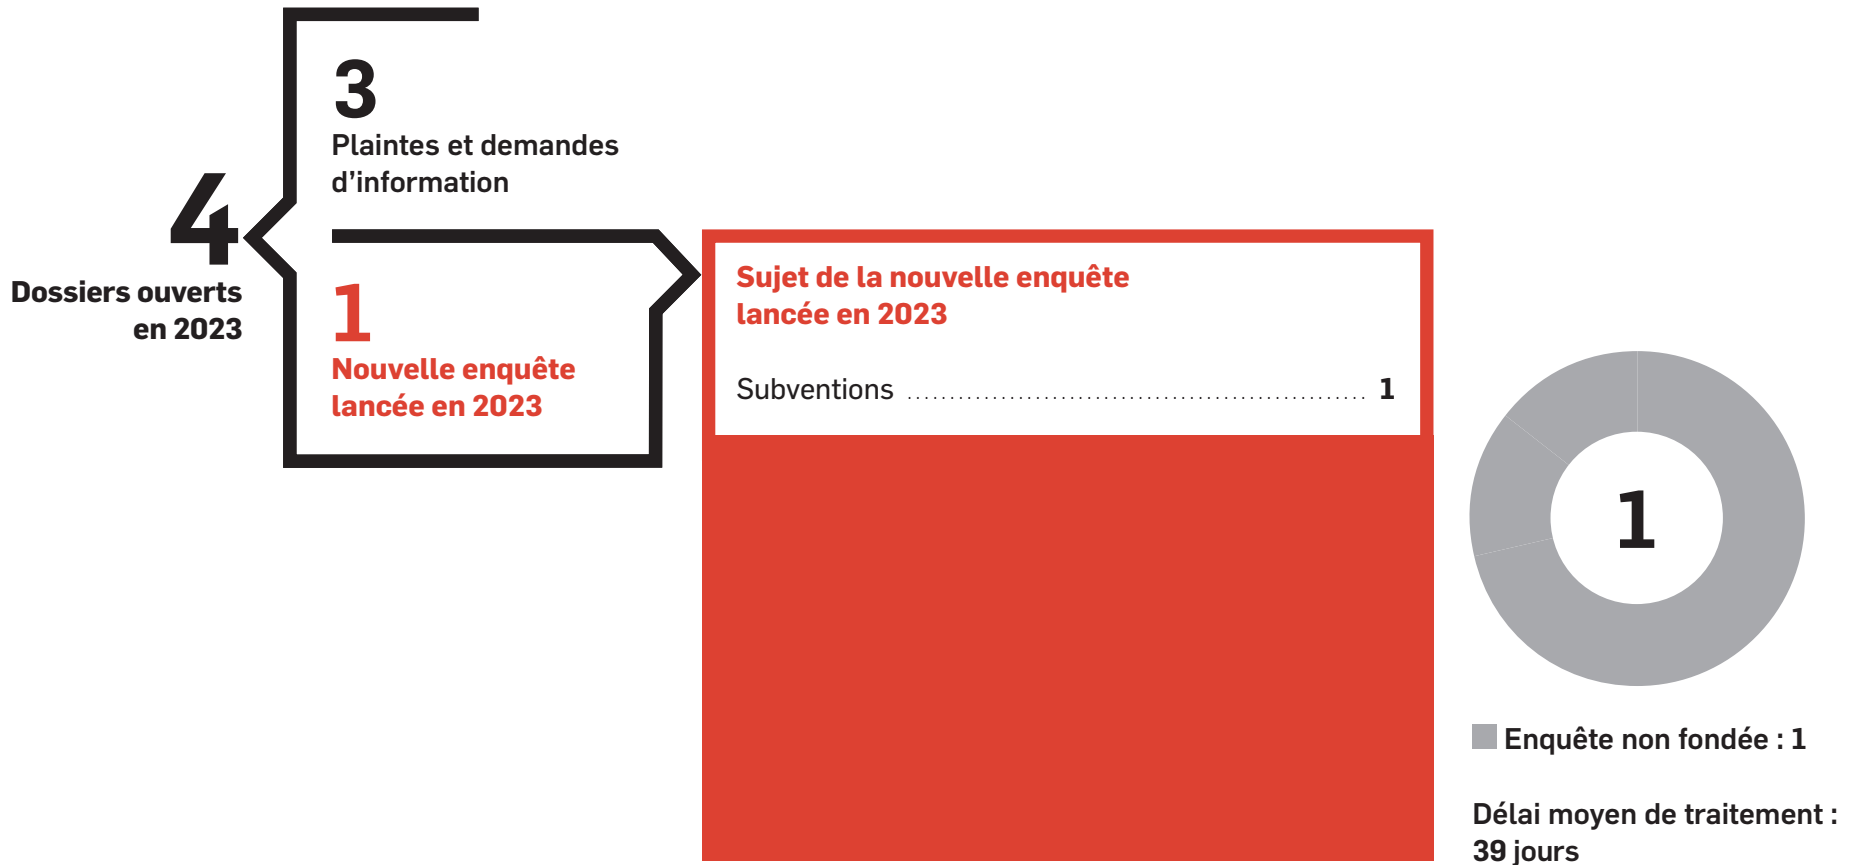 4
Dossiers ouverts
en 2023
3
Plaintes et demandes
d'information
1
Nouvelle enquête
lancée en 2023
Sujet de la nouvelle enquête
lancée en 2023
Subventions ........................................................ 1
1
Enquête non fondée : 1
Délai moyen de traitement :
39 jours